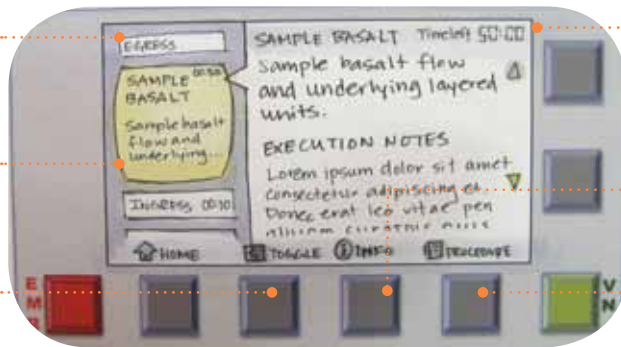 EGRESS
SAMPLE 00:50
BASALT
Sample basalt
flow and
underlying...
INGRESS 00:10
SAMPLE BASALT Time left 50:00
Sample basalt flow
and underlying layered
units.
EXECUTION NOTES
Lorem ipsum dolor sit amet
consectetur adipiscing et
Donec erat leo vitae pen
HOME
TOGGLE
INFO
PROCEDURE
E
M
V
N